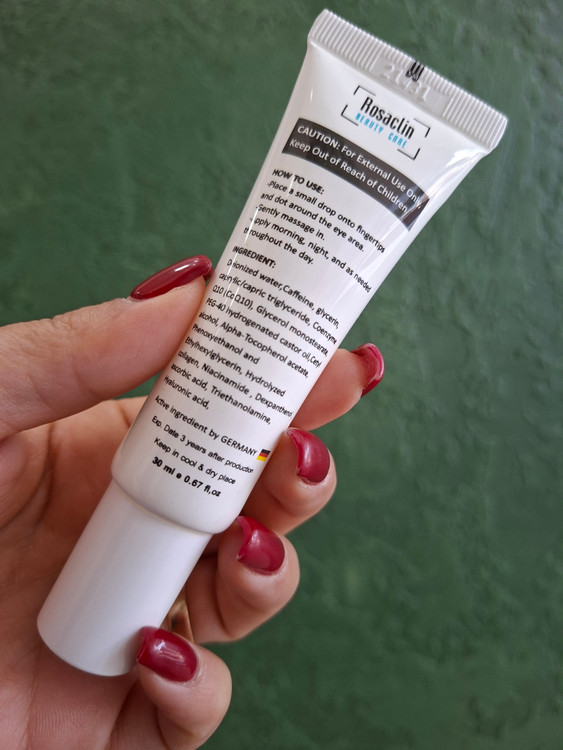 Rosaclin
BEAUTY CARE
CAUTION: For External Use Only
Keep Out of Reach of Children
HOW TO USE:
-Place a small drop onto fingertips
and dot around the eye area.
-Gently massage in.
-Apply morning, night, and as needed
throughout the day.
INGREDIENT:
Deionized water,Caffeine, glycerin,
caprylic/capric triglyceride, Coenzyme
Q10 (CoQ10), Glycerol monostearate,
PEG-40 hydrogenated castor oil,Cetyl
alcohol, Alpha-Tocopherol acetate,
Phenoxyethanol and
Ethylhexylglycerin, Hydrolyzed
collagen, Niacinamide , Dexpanthenol
ascorbic acid, Triethanolamine,
Hyaluronic acid,
Active ingredient by GERMANY
Exp. Date 3 years after production
Keep in cool & dry place
30 ml e 0.67 fl,oz